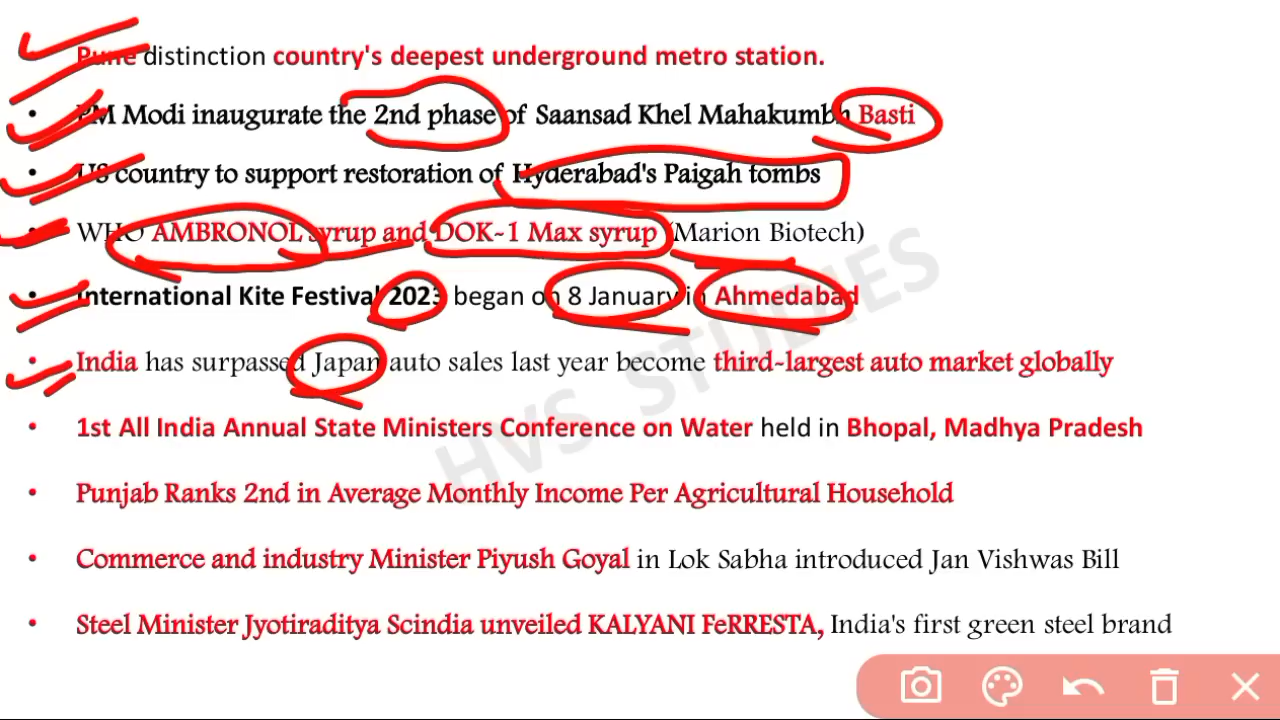 Pune distinction country's deepest underground metro station.
• PM Modi inaugurate the 2nd phase of Saansad Khel Mahakumbh Basti
• US country to support restoration of Hyderabad's Paigah tombs
• WHO AMBRONOL syrup and DOK-1 Max syrup (Marion Biotech)
• International Kite Festival 2023 began on 8 January in Ahmedabad
• India has surpassed Japan auto sales last year become third-largest auto market globally
• 1st All India Annual State Ministers Conference on Water held in Bhopal, Madhya Pradesh
• Punjab Ranks 2nd in Average Monthly Income Per Agricultural Household
• Commerce and industry Minister Piyush Goyal in Lok Sabha introduced Jan Vishwas Bill
• Steel Minister Jyotiraditya Scindia unveiled KALYANI FeRRESTA, India's first green steel brand
HVS STUDIES